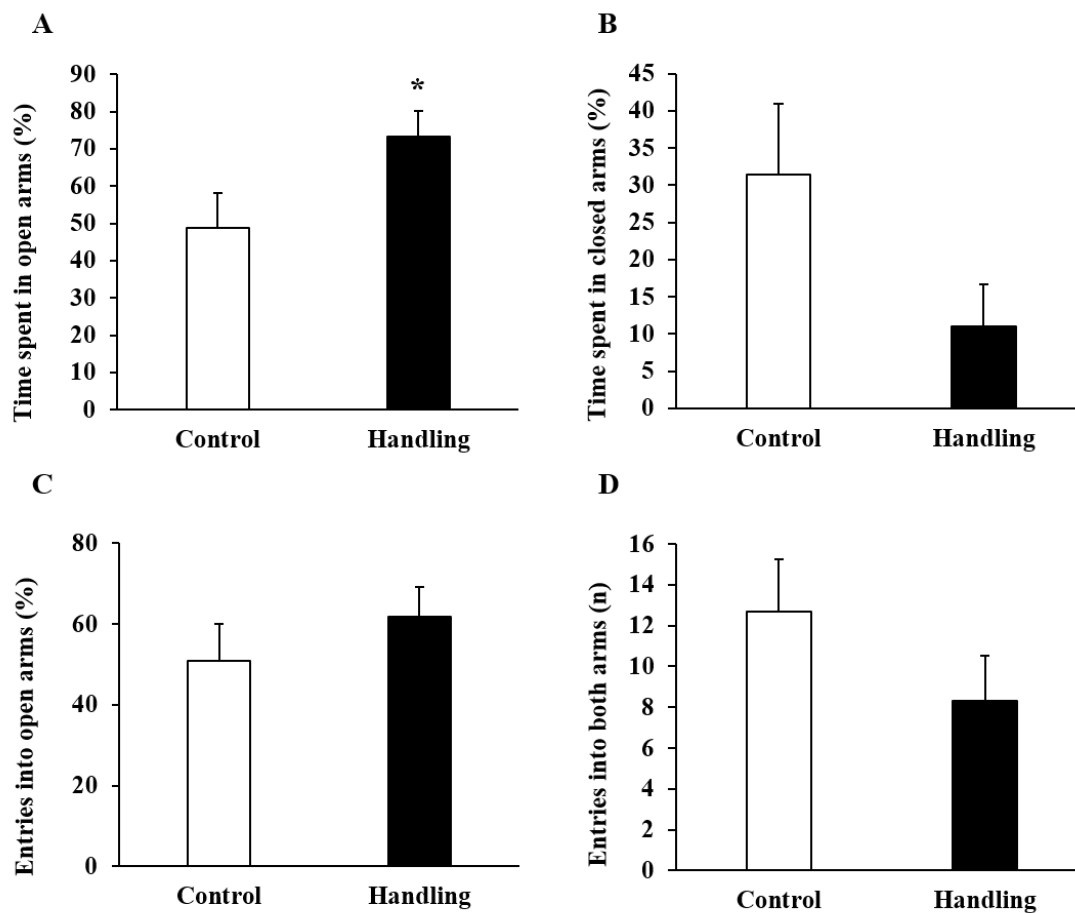 A
Time spent in open arms (%)
90
80
70
60
50
40
30
20
10
0
*
Control
Handling
B
Time spent in closed arms (%)
45
40
35
30
25
20
15
10
5
0
Control
Handling
C
Entries into open arms (%)
80
60
40
20
0
Control
Handling
D
Entries into both arms (n)
16
14
12
10
8
6
4
2
0
Control
Handling